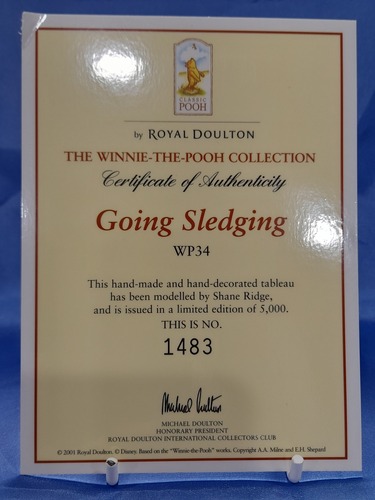 CLASSIC
POOH
by ROYAL DOULTON
THE WINNIE-THE-POOH COLLECTION
Certificate of Authenticity
Going Sledging
WP34
This hand-made and hand-decorated tableau
has been modelled by Shane Ridge,
and is issued in a limited edition of 5,000.
THIS IS NO.
1483
Michael Doulton
MICHAEL DOULTON
HONORARY PRESIDENT
ROYAL DOULTON INTERNATIONAL COLLECTORS CLUB
© 2001 Royal Doulton. © Disney. Based on the "Winnie-the-Pooh" works. Copyright A.A. Milne and E.H. Shepard